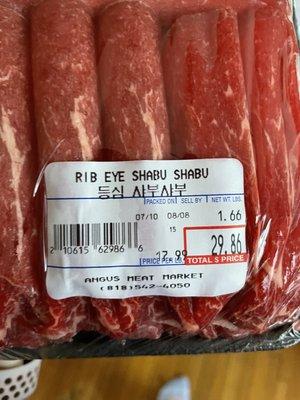 RIB EYE SHABU SHABU
등심 샤부샤부
PACKED ON SELL BY NET WT. LBS.
07/10 08/08 1.66
15
2 10615 62986 6
17.99 29.86
PRICE PER LB. TOTAL $ PRICE
ANGUS MEAT MARKET
(818)542-4050